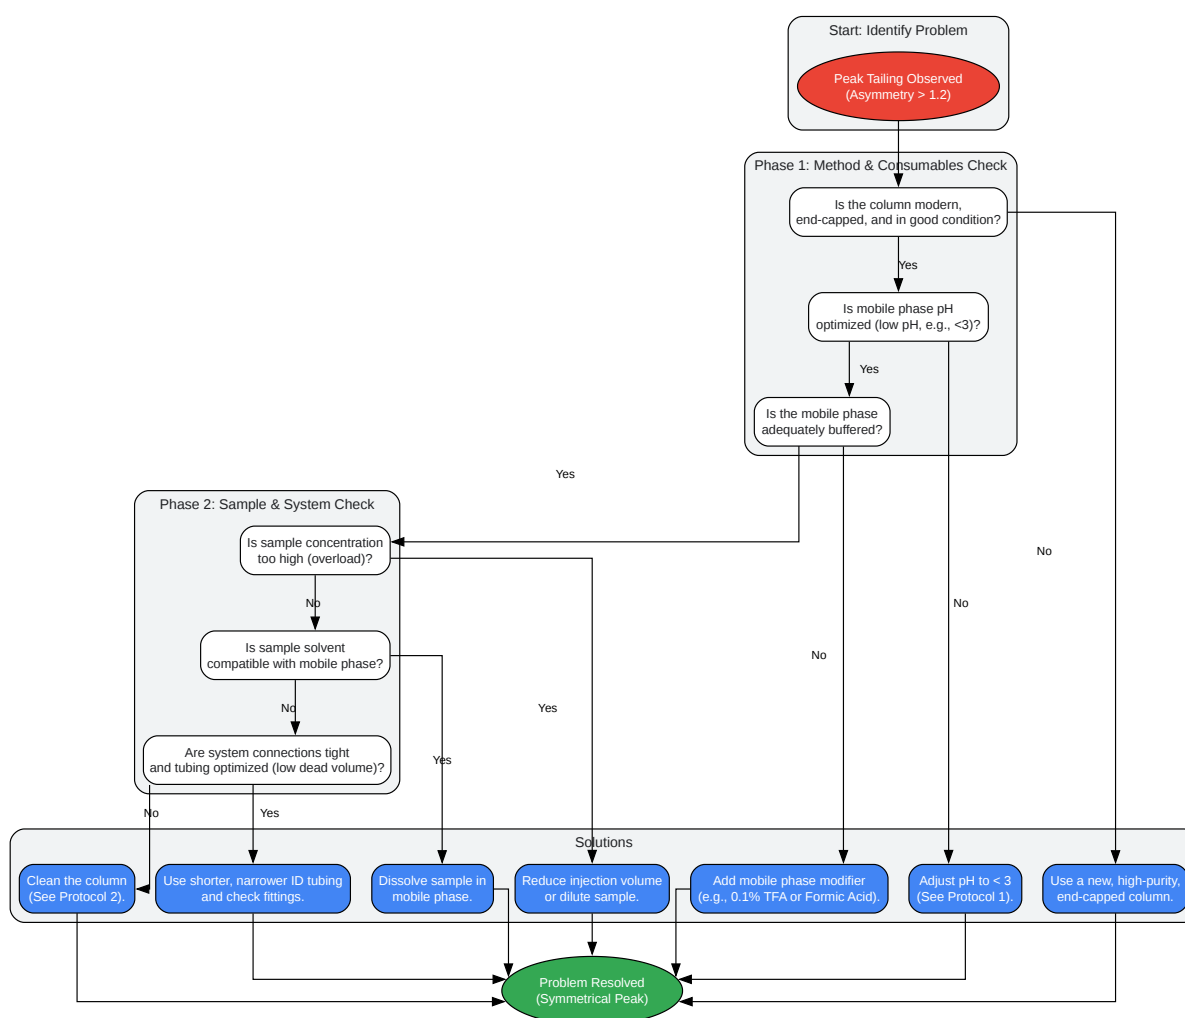 Start: Identify Problem
Peak Tailing Observed
(Asymmetry > 1.2)
Phase 1: Method & Consumables Check
Is the column modern,
end-capped, and in good condition?
Yes
Is mobile phase pH
optimized (low pH, e.g., <3)?
Yes
Is the mobile phase
adequately buffered?
Yes
Phase 2: Sample & System Check
Is sample concentration
too high (overload)?
No
No
No
Is sample solvent
compatible with mobile phase?
No
No
Yes
Are system connections tight
and tubing optimized (low dead volume)?
Yes
No
Yes
Solutions
Clean the column
(See Protocol 2).
Use shorter, narrower ID tubing
and check fittings.
Dissolve sample in
mobile phase.
Reduce injection volume
or dilute sample.
Add mobile phase modifier
(e.g., 0.1% TFA or Formic Acid).
Adjust pH to < 3
(See Protocol 1).
Use a new, high-purity,
end-capped column.
Problem Resolved
(Symmetrical Peak)